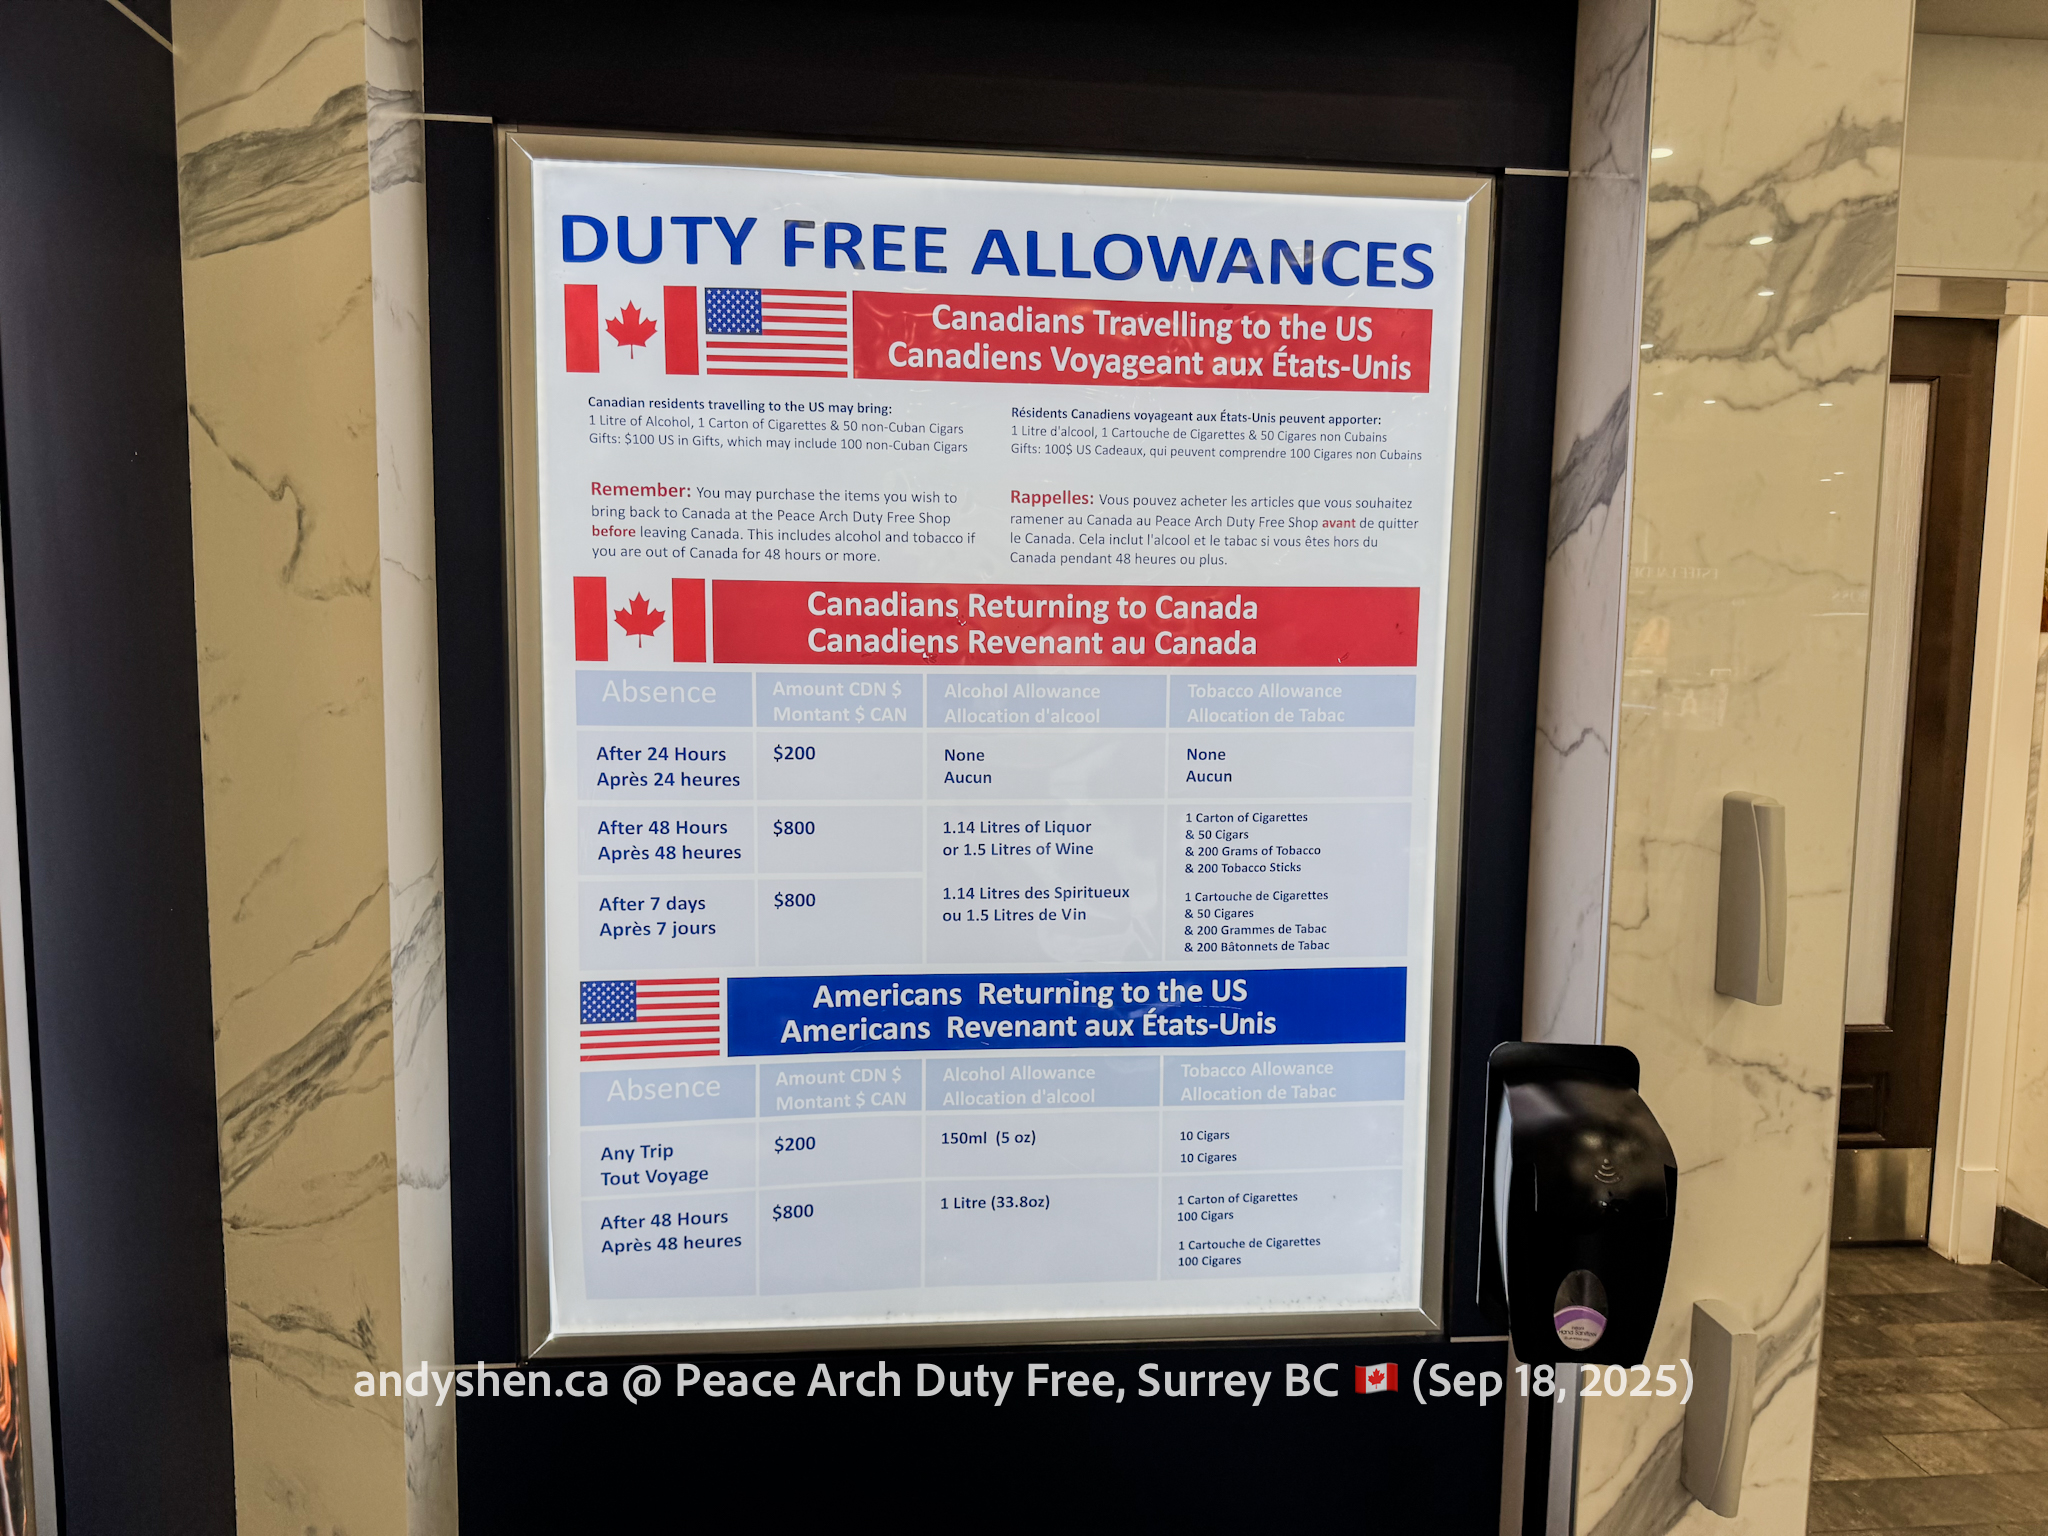 DUTY FREE ALLOWANCES
Canadians Travelling to the US
Canadiens Voyageant aux États-Unis
Canadian residents travelling to the US may bring:
1 Litre of Alcohol, 1 Carton of Cigarettes & 50 non-Cuban Cigars
Gifts: $100 US in Gifts, which may include 100 non-Cuban Cigars
Résidents Canadiens voyageant aux États-Unis peuvent apporter:
1 Litre d'alcool, 1 Cartouche de Cigarettes & 50 Cigares non Cubains
Gifts: 100$ US Cadeaux, qui peuvent comprendre 100 Cigares non Cubains
Remember: You may purchase the items you wish to
bring back to Canada at the Peace Arch Duty Free Shop
before leaving Canada. This includes alcohol and tobacco if
you are out of Canada for 48 hours or more.
Rappelles: Vous pouvez acheter les articles que vous souhaitez
ramener au Canada au Peace Arch Duty Free Shop avant de quitter
le Canada. Cela inclut l'alcool et le tabac si vous êtes hors du
Canada pendant 48 heures ou plus.
Canadians Returning to Canada
Canadiens Revenant au Canada
Absence
Amount CDN $
Montant $ CAN
Alcohol Allowance
Allocation d'alcool
Tobacco Allowance
Allocation de Tabac
After 24 Hours
Après 24 heures
$200
None
Aucun
None
Aucun
After 48 Hours
Après 48 heures
$800
1.14 Litres of Liquor
or 1.5 Litres of Wine
1.14 Litres des Spiritueux
ou 1.5 Litres de Vin
1 Carton of Cigarettes
& 50 Cigars
& 200 Grams of Tobacco
& 200 Tobacco Sticks
1 Cartouche de Cigarettes
& 50 Cigares
& 200 Grammes de Tabac
& 200 Bâtonnets de Tabac
After 7 days
Après 7 jours
$800
Americans Returning to the US
Americans Revenant aux États-Unis
Absence
Amount CDN $
Montant $ CAN
Alcohol Allowance
Allocation d'alcool
Tobacco Allowance
Allocation de Tabac
Any Trip
Tout Voyage
$200
150ml (5 oz)
10 Cigars
10 Cigares
After 48 Hours
Après 48 heures
$800
1 Litre (33.8oz)
1 Carton of Cigarettes
100 Cigars
1 Cartouche de Cigarettes
100 Cigares
Hand Sanitizer
andyshen.ca @ Peace Arch Duty Free, Surrey BC 🇨🇦 (Sep 18, 2025)